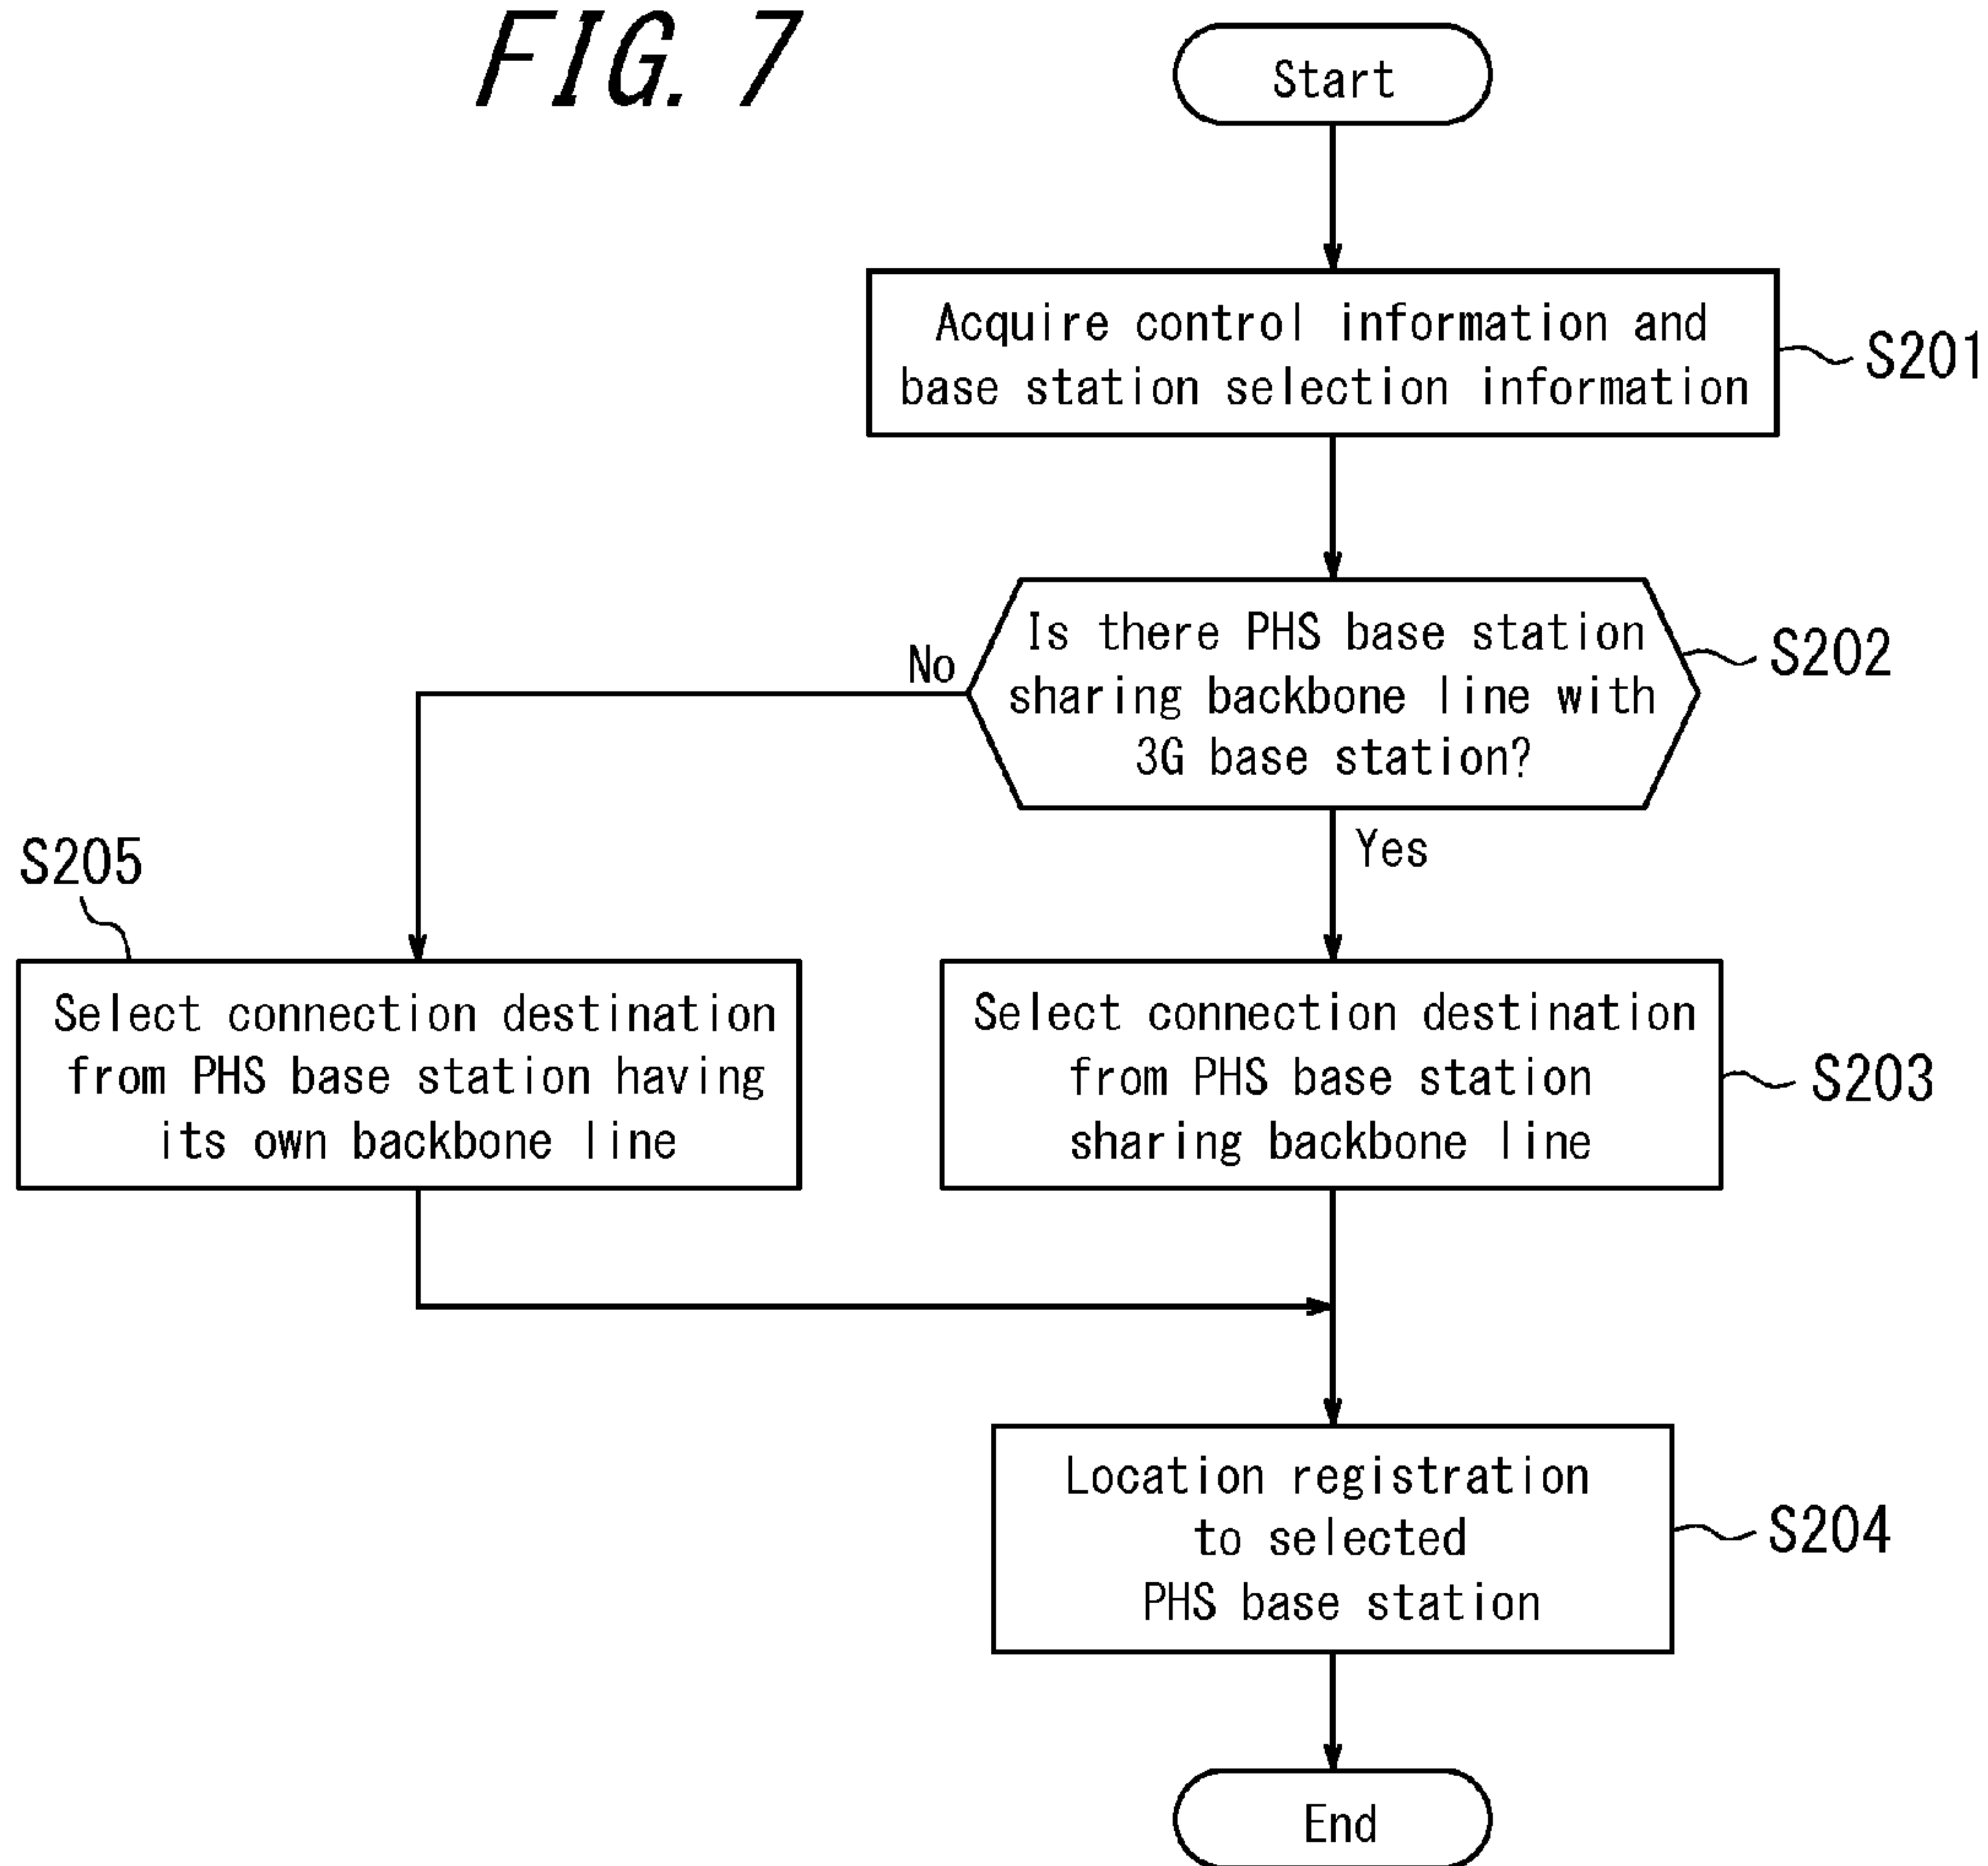 FIG. 7
Start
Acquire control information and
base station selection information
S201
Is there PHS base station
sharing backbone line with
3G base station?
S202
No
Yes
S205
Select connection destination
from PHS base station having
its own backbone line
Select connection destination
from PHS base station
sharing backbone line
S203
Location registration
to selected
PHS base station
S204
End